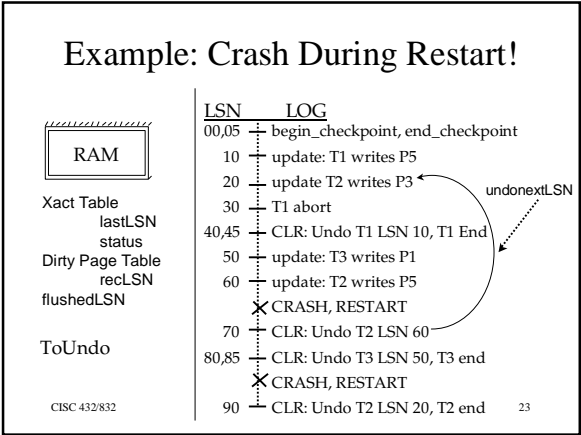 Example: Crash During Restart!
RAM
Xact Table
lastLSN
status
Dirty Page Table
recLSN
flushedLSN
ToUndo
LSN LOG
00,05 begin_checkpoint, end_checkpoint
10 update: T1 writes P5
20 update T2 writes P3
undonextLSN
30 T1 abort
40,45 CLR: Undo T1 LSN 10, T1 End
50 update: T3 writes P1
60 update: T2 writes P5
CRASH, RESTART
70 CLR: Undo T2 LSN 60
80,85 CLR: Undo T3 LSN 50, T3 end
CRASH, RESTART
90 CLR: Undo T2 LSN 20, T2 end
CISC 432/832
23